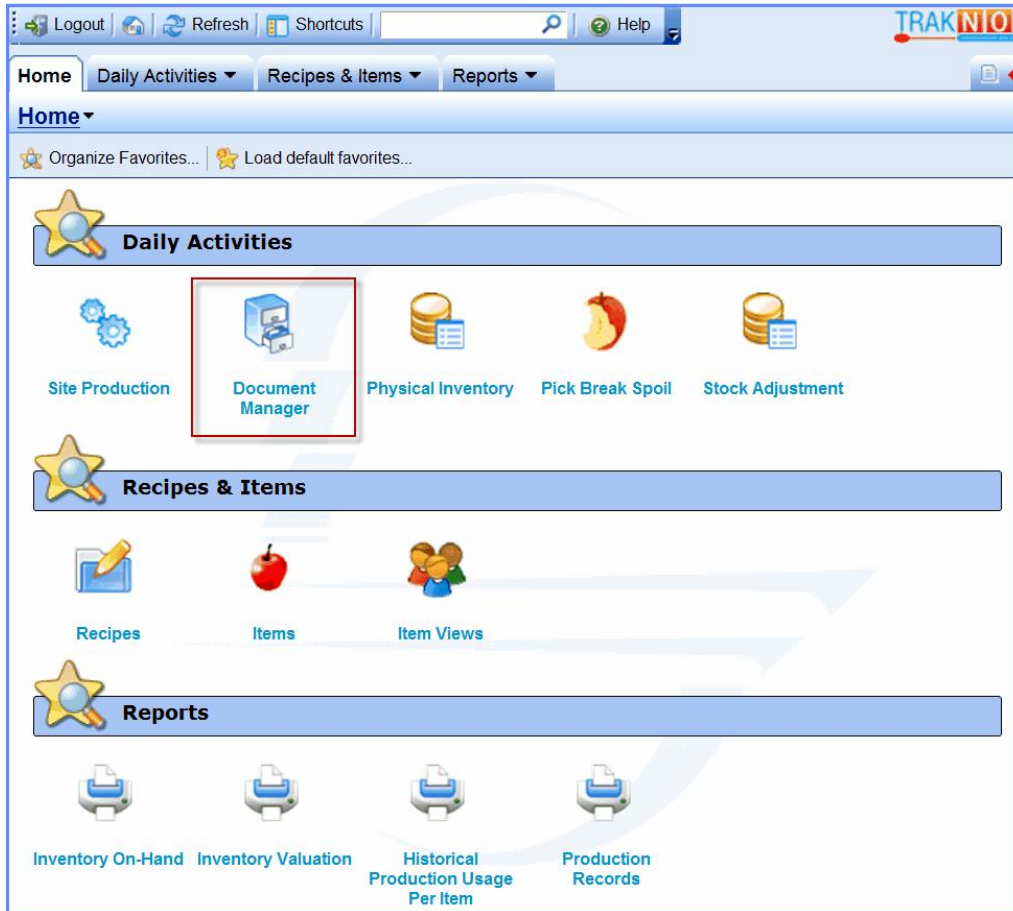 Logout Refresh Shortcuts Help TRAKNO
Home Daily Activities Recipes & Items Reports
Home
Organize Favorites... Load default favorites...
Daily Activities
Site Production Document Manager Physical Inventory Pick Break Spoil Stock Adjustment
Recipes & Items
Recipes Items Item Views
Reports
Inventory On-Hand Inventory Valuation Historical Production Usage Per Item Production Records